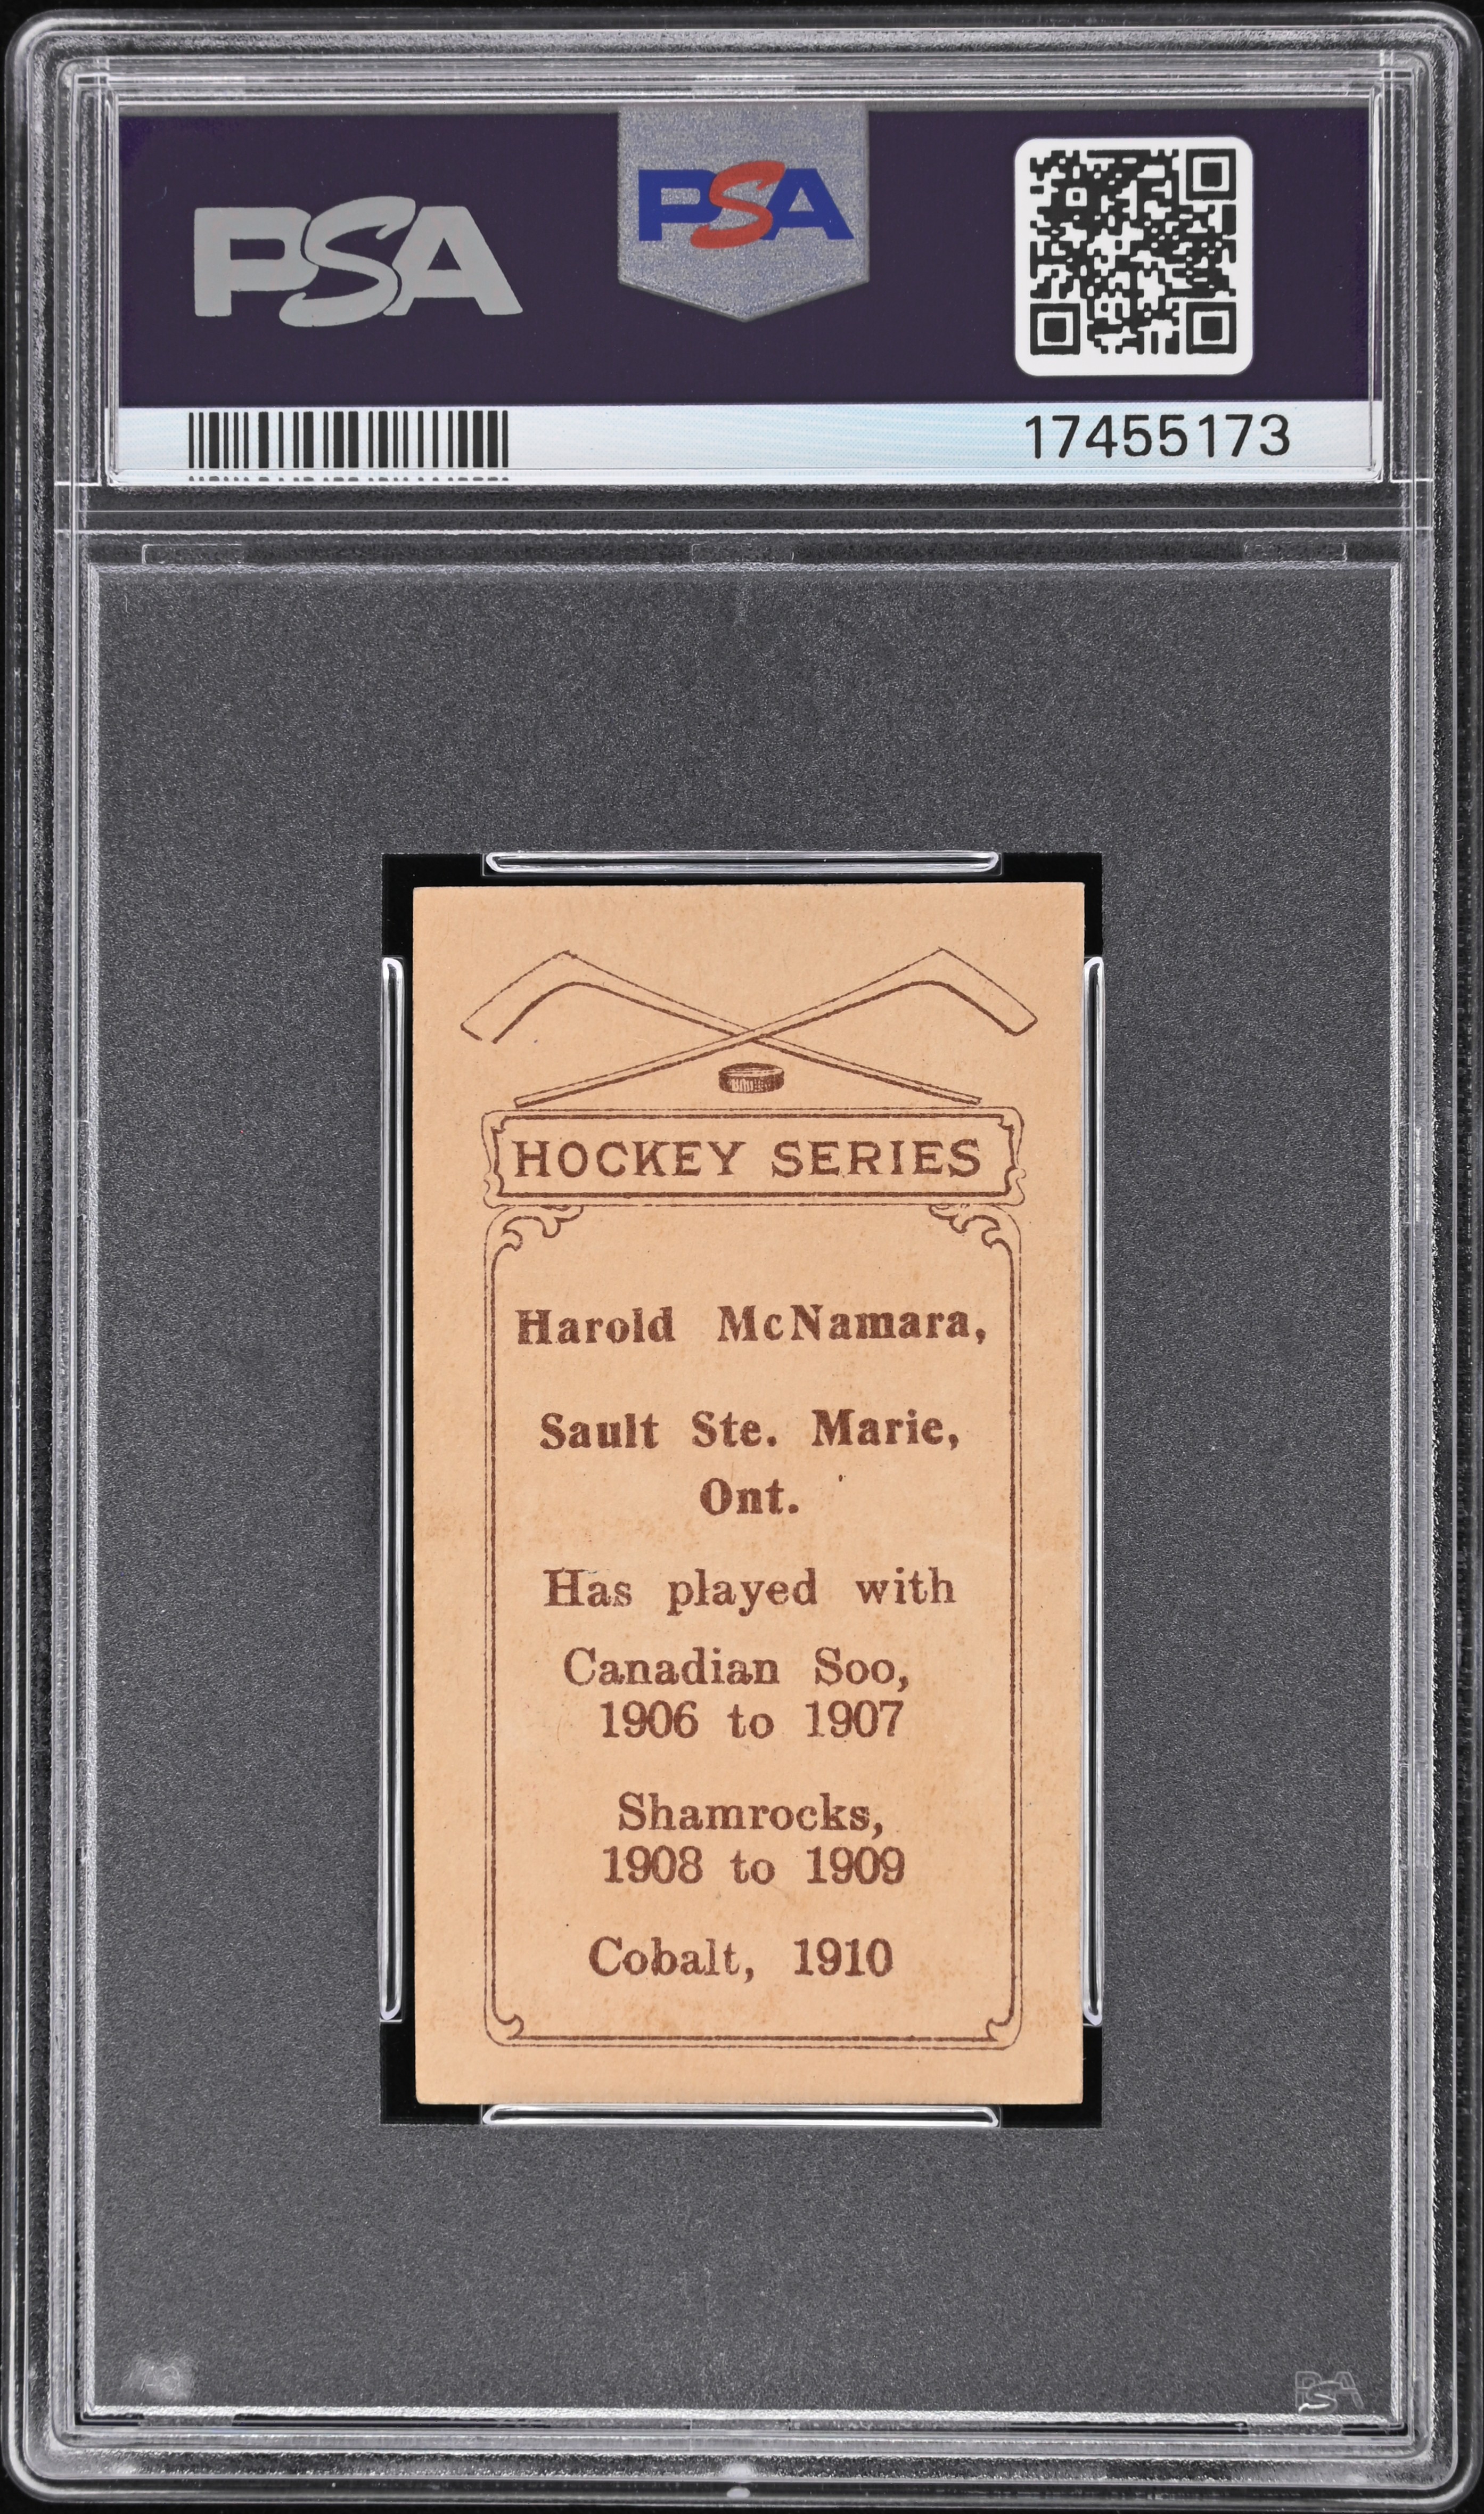 PSA
PSA
17455173
HOCKEY SERIES
Harold McNamara,
Sault Ste. Marie,
Ont.
Has played with
Canadian Soo,
1906 to 1907
Shamrocks,
1908 to 1909
Cobalt, 1910
PSA